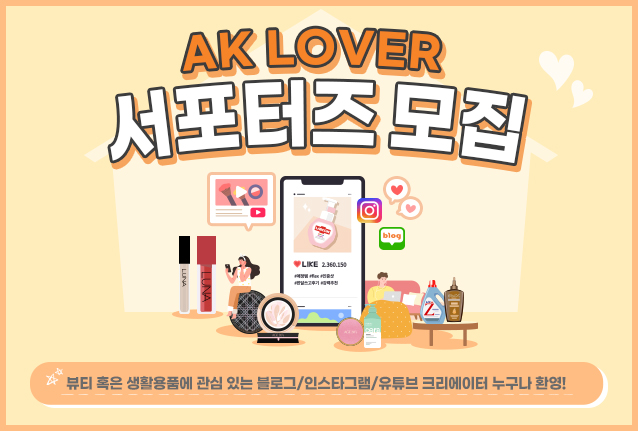 AK LOVER
서포터즈 모집
blog
LIKE 2,360,150
LUNA
LUNA
뷰티 혹은 생활용품에 관심 있는 블로그/인스타그램/유튜브 크리에이터 누구나 환영!